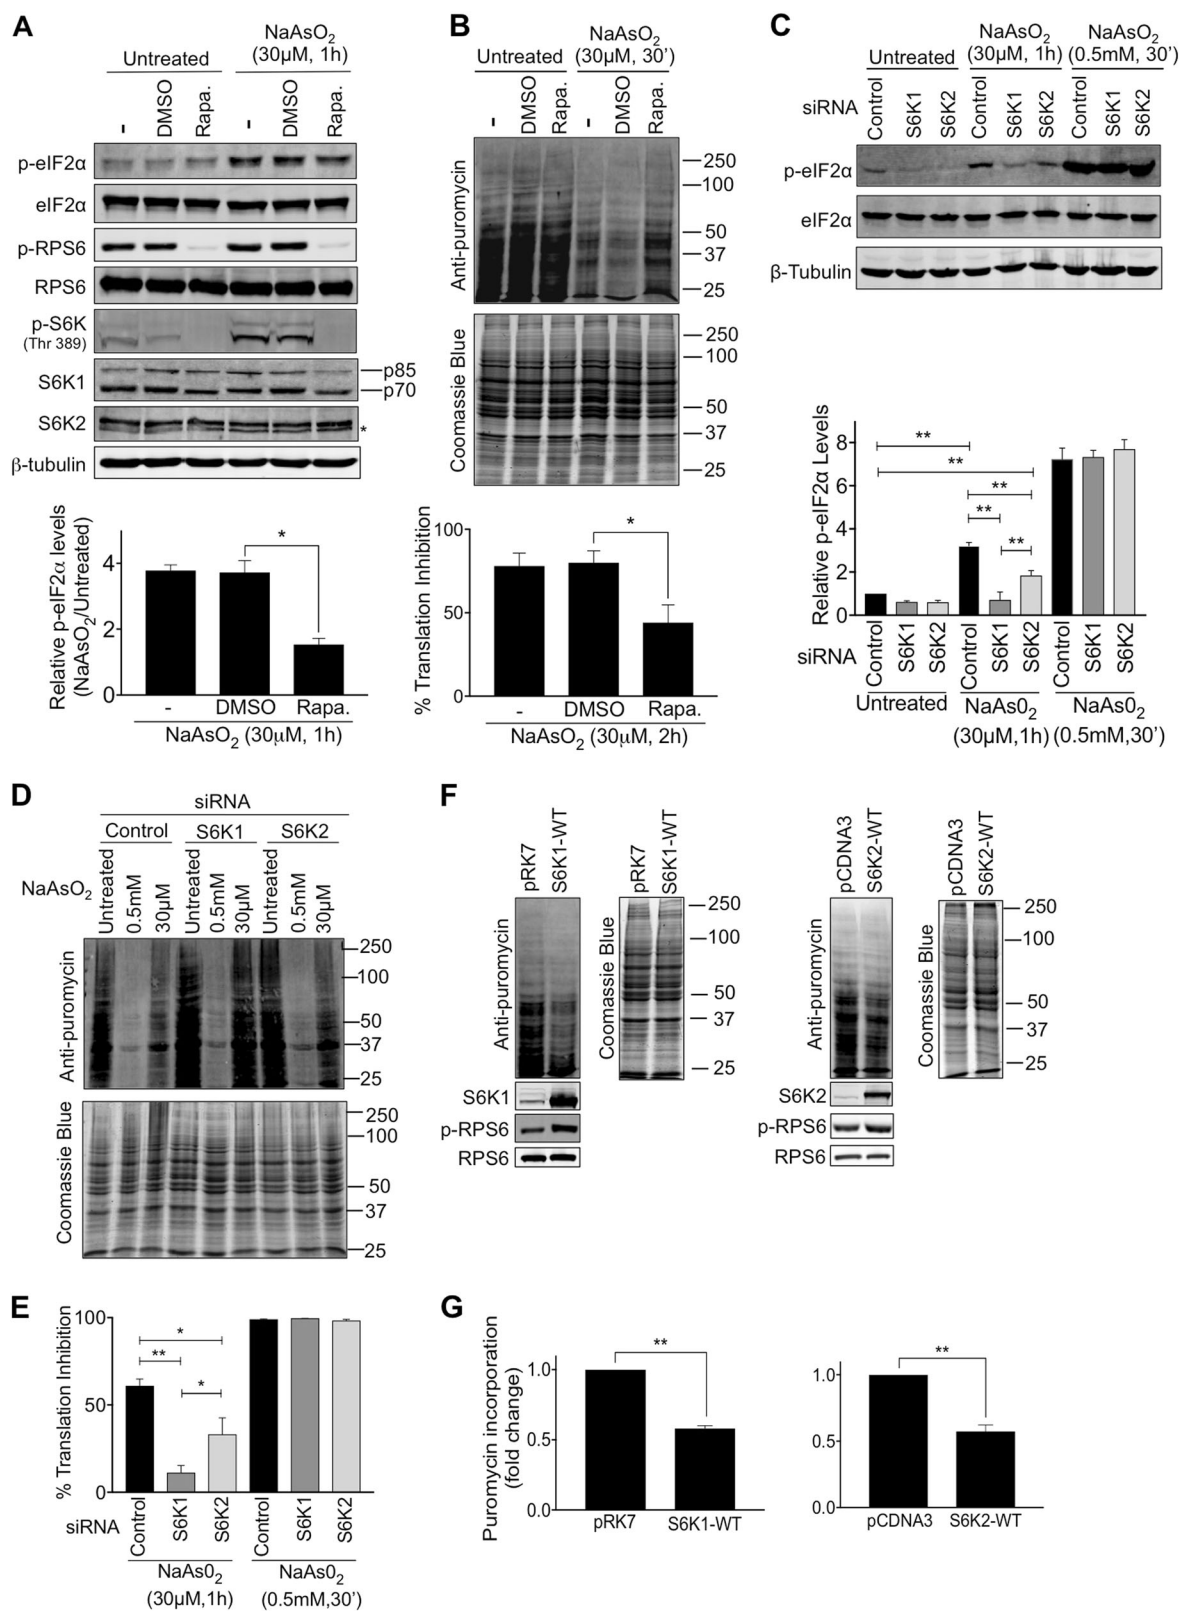 A
NaAsO2
(30µM, 1h)
Untreated
-
DMSO
Rapa.
-
DMSO
Rapa.
p-eIF2α
eIF2α
p-RPS6
RPS6
p-S6K
(Thr 389)
S6K1
p85
p70
S6K2
*
β-tubulin
Relative p-eIF2α levels
(NaAsO2/Untreated)
4
2
0
*
-
DMSO
Rapa.
NaAsO2 (30µM, 1h)
B
NaAsO2
(30µM, 30’)
Untreated
-
DMSO
Rapa.
-
DMSO
Rapa.
Anti-puromycin
250
100
50
37
25
Coomassie Blue
250
100
50
37
25
% Translation Inhibition
100
50
0
*
-
DMSO
Rapa.
NaAsO2 (30µM, 2h)
C
NaAsO2
(30µM, 1h)
NaAsO2
(0.5mM, 30’)
Untreated
siRNA
Control
S6K1
S6K2
Control
S6K1
S6K2
Control
S6K1
S6K2
p-eIF2α
eIF2α
β-Tubulin
Relative p-eIF2α Levels
8
6
4
2
0
**
**
**
**
**
siRNA
Control
S6K1
S6K2
Control
S6K1
S6K2
Control
S6K1
S6K2
Untreated
NaAs02
(30µM,1h)
NaAs02
(0.5mM,30’)
D
siRNA
Control
S6K1
S6K2
NaAsO2
Untreated
0.5mM
30µM
Untreated
0.5mM
30µM
Untreated
0.5mM
30µM
Anti-puromycin
250
100
50
37
25
Coomassie Blue
250
100
50
37
25
E
% Translation Inhibition
100
50
0
*
**
*
siRNA
Control
S6K1
S6K2
Control
S6K1
S6K2
NaAs02
(30µM,1h)
NaAs02
(0.5mM,30’)
F
pRK7
S6K1-WT
Anti-puromycin
S6K1
p-RPS6
RPS6
pRK7
S6K1-WT
Coomassie Blue
250
100
50
37
25
pCDNA3
S6K2-WT
Anti-puromycin
S6K2
p-RPS6
RPS6
pCDNA3
S6K2-WT
Coomassie Blue
250
100
50
37
25
G
Puromycin incorporation
(fold change)
1.0
0.5
0.0
**
pRK7
S6K1-WT
1.0
0.5
0.0
**
pCDNA3
S6K2-WT